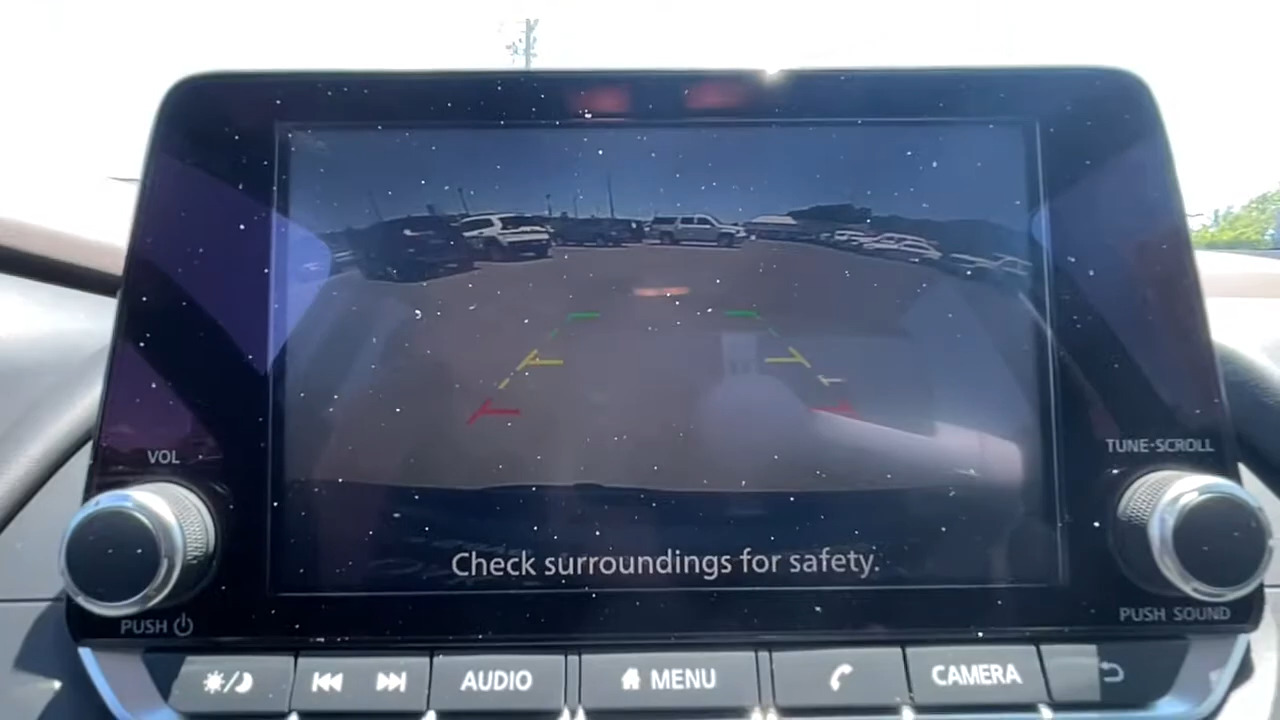 VOL
TUNE·SCROLL
Check surroundings for safety.
PUSH
PUSH SOUND
AUDIO
MENU
CAMERA